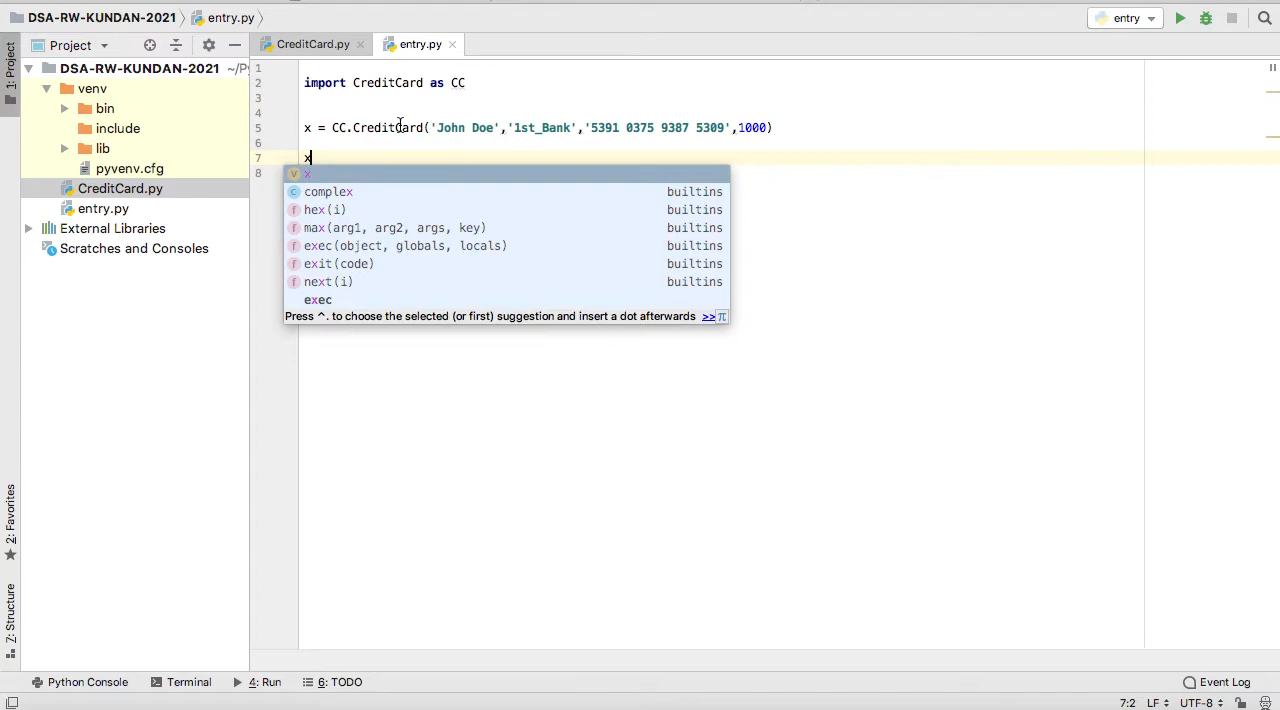 DSA-RW-KUNDAN-2021 entry.py
entry
Project
CreditCard.py
entry.py
1: Project
DSA-RW-KUNDAN-2021 ~/Py
venv
bin
include
lib
pyvenv.cfg
CreditCard.py
entry.py
External Libraries
Scratches and Consoles
1
2 import CreditCard as CC
3
4
5 x = CC.CreditCard('John Doe','1st_Bank','5391 0375 9387 5309',1000)
6
7 x
8
V x
C complex builtins
f hex(i) builtins
f max(arg1, arg2, args, key) builtins
f exec(object, globals, locals) builtins
f exit(code) builtins
f next(i) builtins
exec
Press ^. to choose the selected (or first) suggestion and insert a dot afterwards >> π
2: Favorites
7: Structure
Python Console Terminal 4: Run 6: TODO Event Log
7:2 LF UTF-8